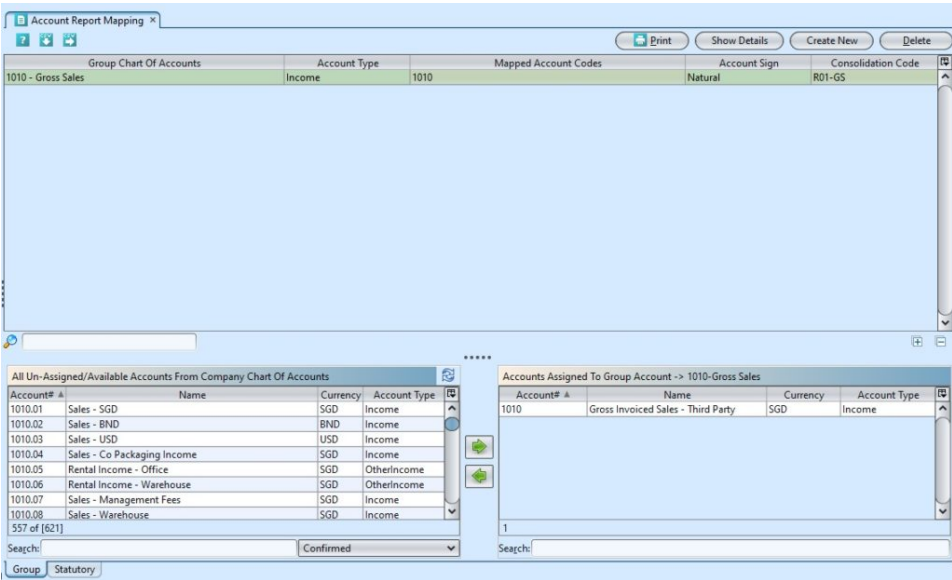 Account Report Mapping ×
? Print Show Details Create New Delete
Group Chart Of Accounts Account Type Mapped Account Codes Account Sign Consolidation Code
1010 - Gross Sales Income 1010 Natural R01-GS
All Un-Assigned/Available Accounts From Company Chart Of Accounts
Account# Name Currency Account Type
1010.01 Sales - SGD SGD Income
1010.02 Sales - BND BND Income
1010.03 Sales - USD USD Income
1010.04 Sales - Co Packaging Income SGD Income
1010.05 Rental Income - Office SGD OtherIncome
1010.06 Rental Income - Warehouse SGD OtherIncome
1010.07 Sales - Management Fees SGD Income
1010.08 Sales - Warehouse SGD Income
557 of [621]
Search: Confirmed
Accounts Assigned To Group Account -> 1010-Gross Sales
Account# Name Currency Account Type
1010 Gross Invoiced Sales - Third Party SGD Income
1
Search:
Group Statutory